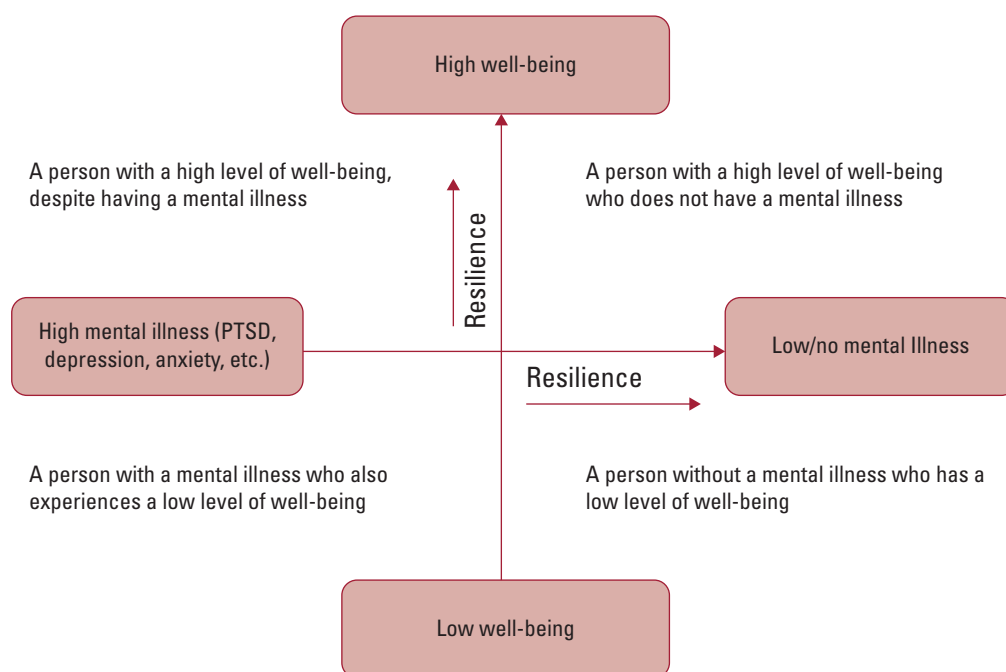 High well-being
A person with a high level of well-being,
despite having a mental illness
A person with a high level of well-being
who does not have a mental illness
Resilience
High mental illness (PTSD,
depression, anxiety, etc.)
Low/no mental Illness
Resilience
A person with a mental illness who also
experiences a low level of well-being
A person without a mental illness who has a
low level of well-being
Low well-being